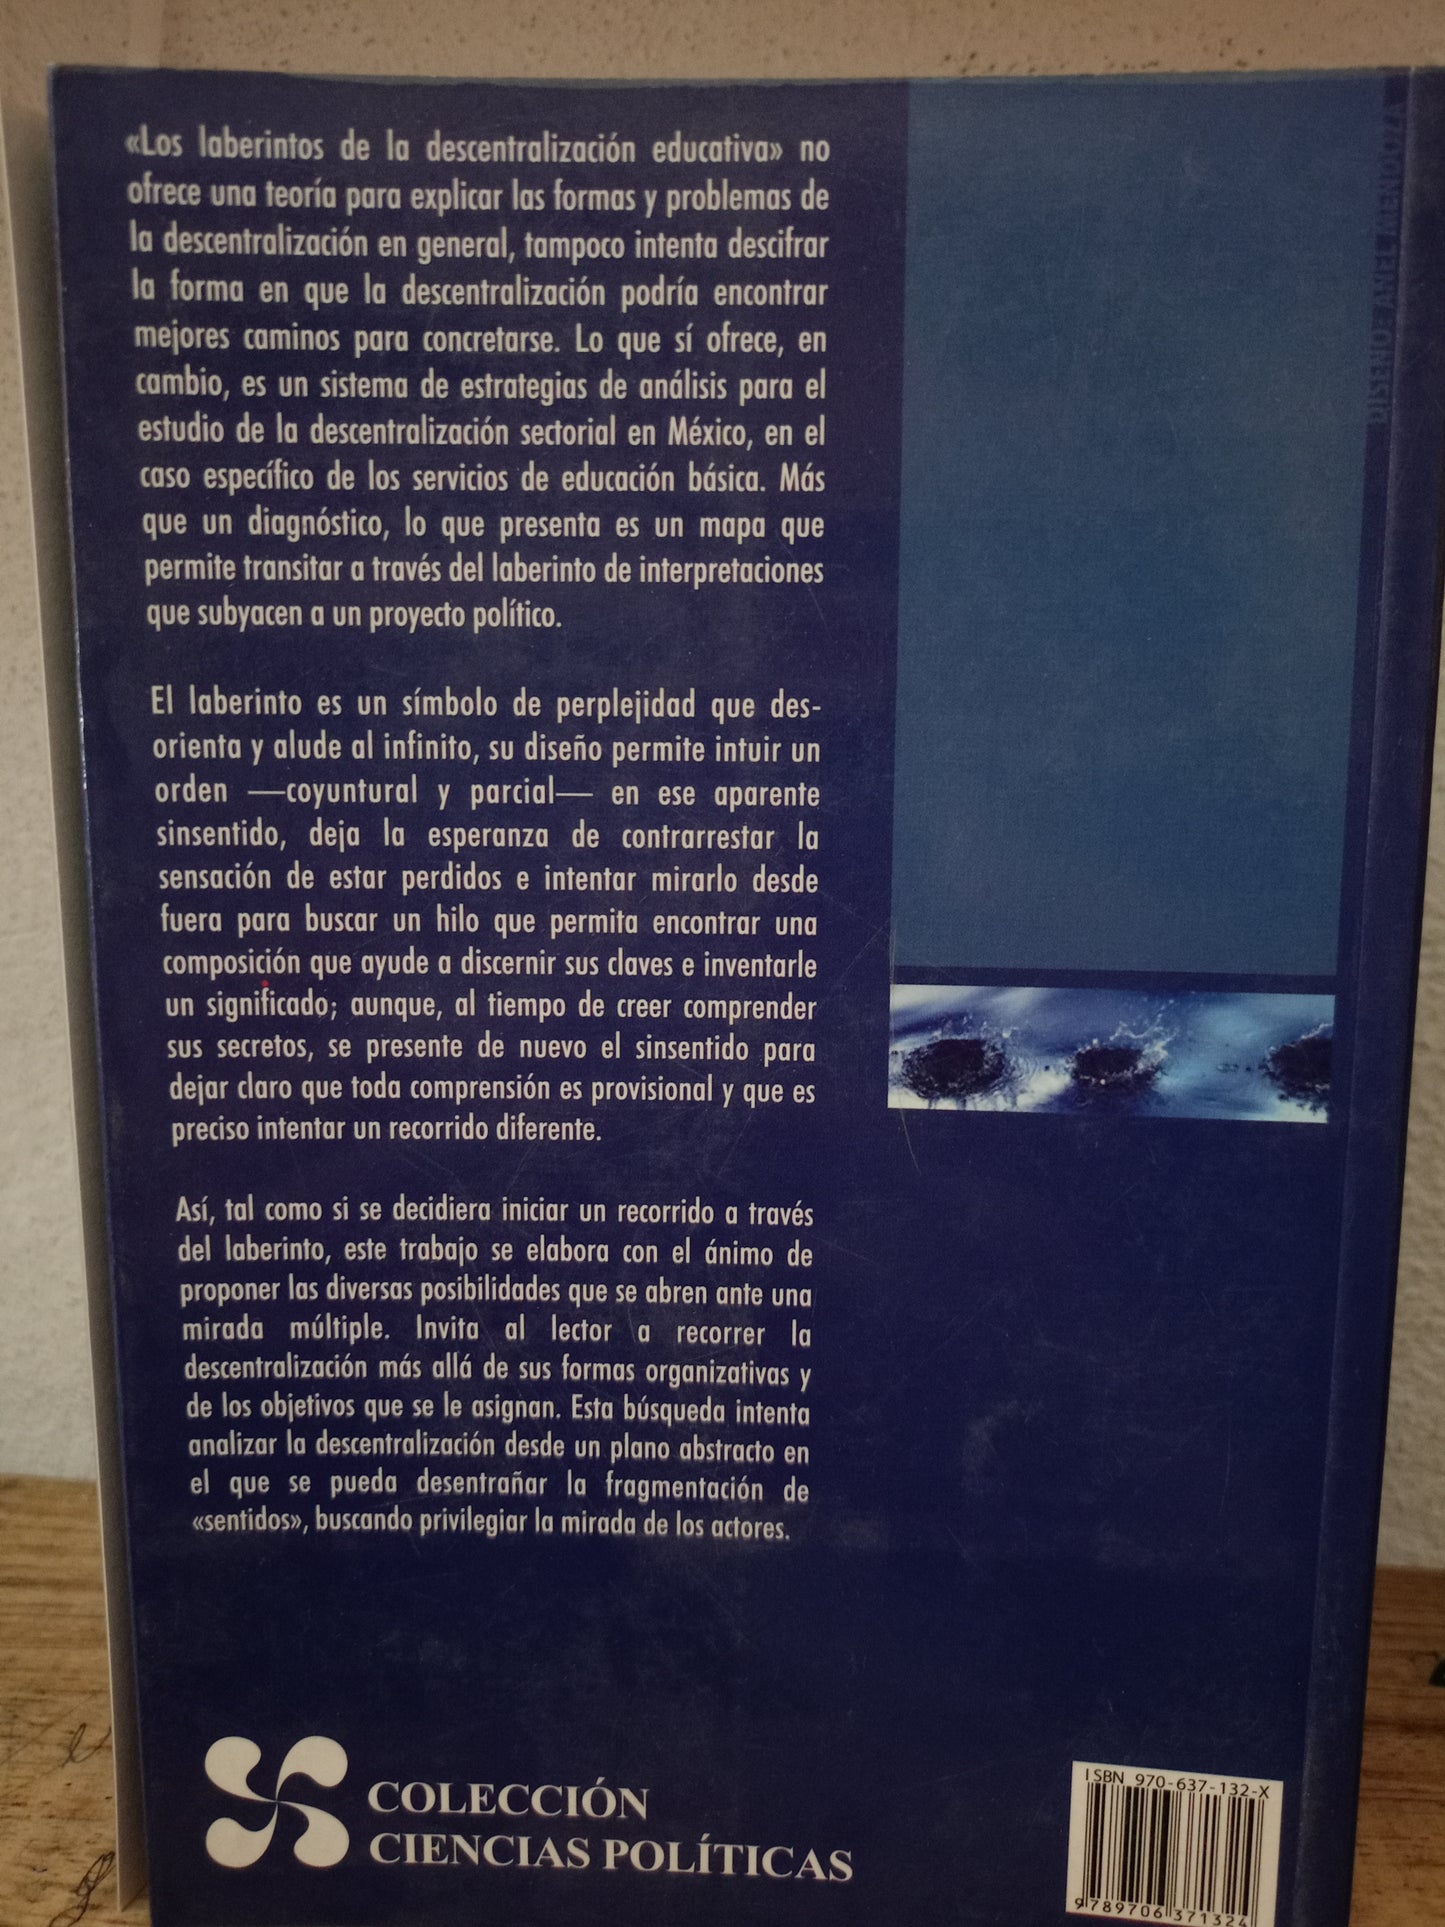 «Los laberintos de la descentralización educativa» no
ofrece una teoría para explicar las formas y problemas de
la descentralización en general, tampoco intenta descifrar
la forma en que la descentralización podría encontrar
mejores caminos para concretarse. Lo que sí ofrece, en
cambio, es un sistema de estrategias de análisis para el
estudio de la descentralización sectorial en México, en el
caso específico de los servicios de educación básica. Más
que un diagnóstico, lo que presenta es un mapa que
permite transitar a través del laberinto de interpretaciones
que subyacen a un proyecto político.
El laberinto es un símbolo de perplejidad que des-
orienta y alude al infinito, su diseño permite intuir un
orden —coyuntural y parcial— en ese aparente
sinsentido, deja la esperanza de contrarrestar la
sensación de estar perdidos e intentar mirarlo desde
fuera para buscar un hilo que permita encontrar una
composición que ayude a discernir sus claves e inventarle
un significado; aunque, al tiempo de creer comprender
sus secretos, se presente de nuevo el sinsentido para
dejar claro que toda comprensión es provisional y que es
preciso intentar un recorrido diferente.
Así, tal como si se decidiera iniciar un recorrido a través
del laberinto, este trabajo se elabora con el ánimo de
proponer las diversas posibilidades que se abren ante una
mirada múltiple. Invita al lector a recorrer la
descentralización más allá de sus formas organizativas y
de los objetivos que se le asignan. Esta búsqueda intenta
analizar la descentralización desde un plano abstracto en
el que se pueda desentrañar la fragmentación de
«sentidos», buscando privilegiar la mirada de los actores.
DISEÑO: ANEL MENDOZA
COLECCIÓN
CIENCIAS POLÍTICAS
ISBN 970-637-132-X
9789706371324